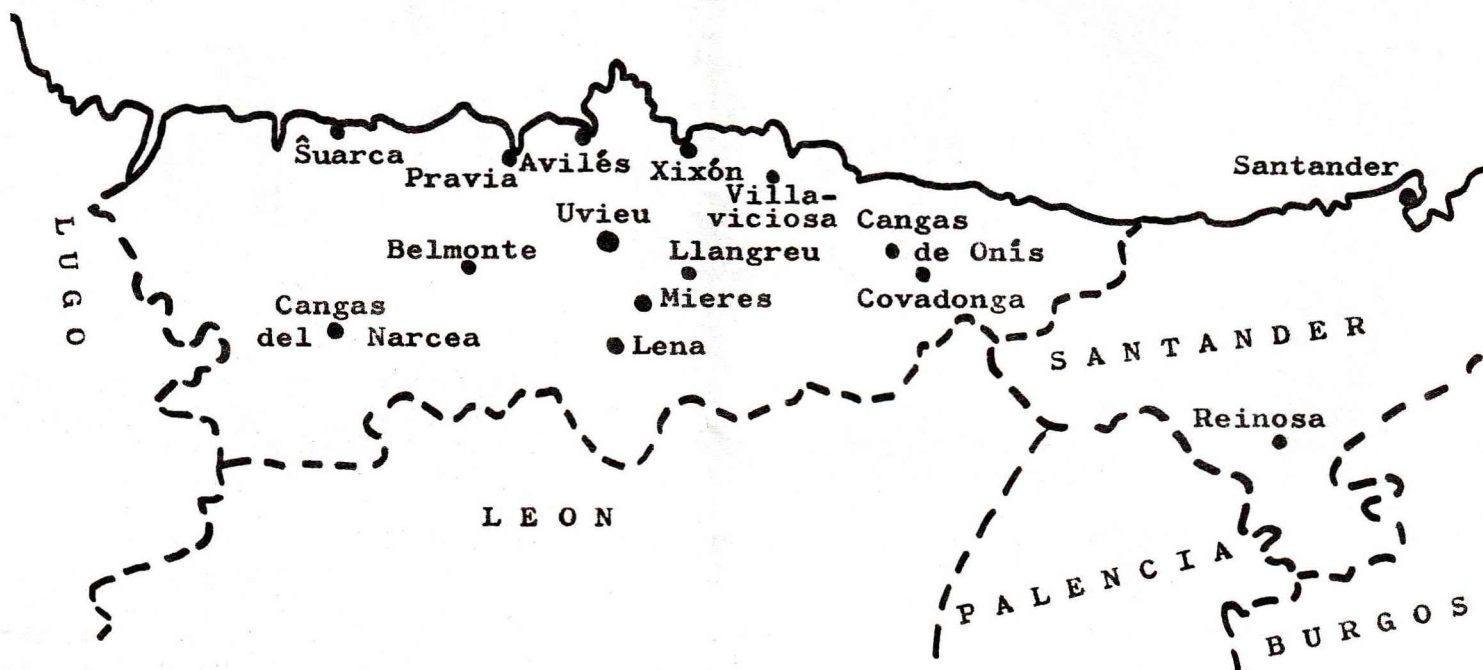 Ŝuarca
Pravia
Avilés
Xixón
Villa-
viciosa
Santander
Uvieu
Belmonte
Llangreu
Cangas
de Onís
Covadonga
Mieres
Cangas
del Narcea
Lena
LUGO
SANTANDER
Reinosa
LEON
PALENCIA
BURGOS